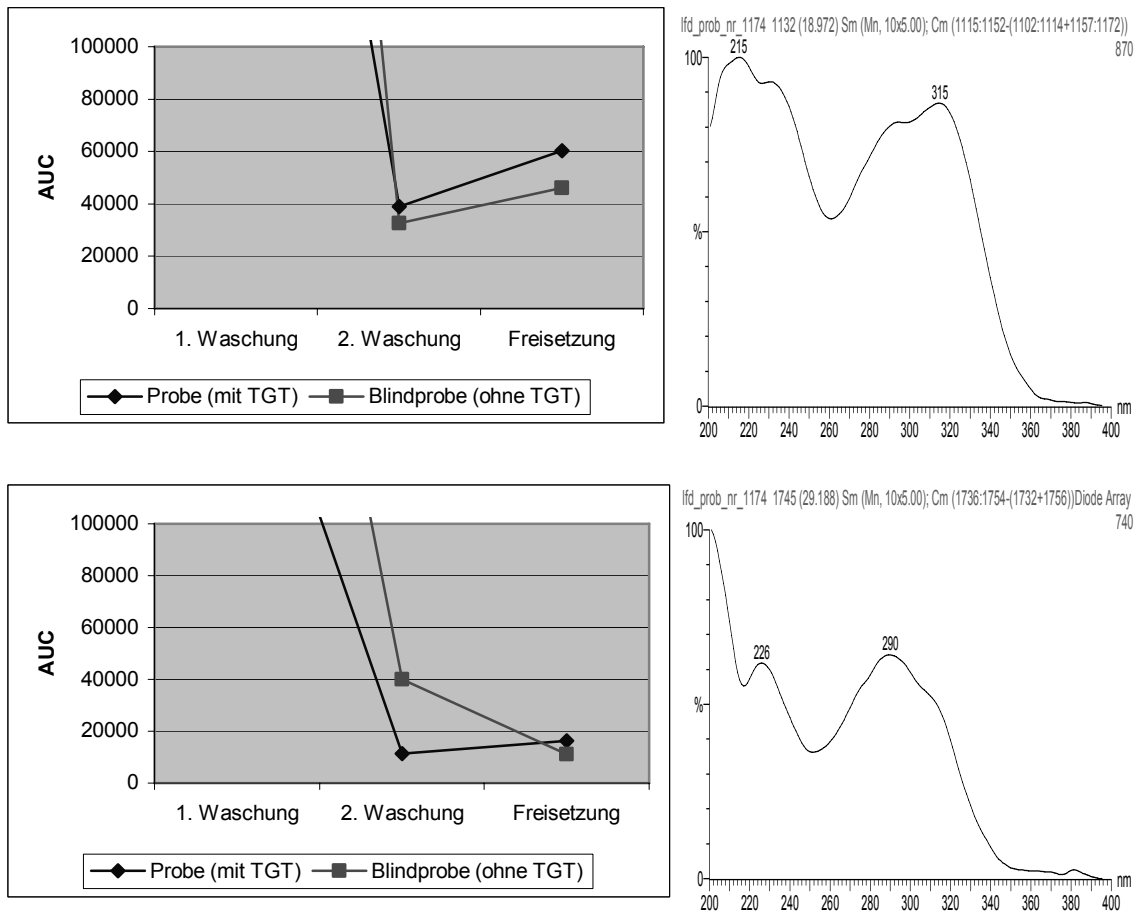 100000
80000
60000
40000
20000
0
AUC
1. Waschung 2. Waschung Freisetzung
Probe (mit TGT) Blindprobe (ohne TGT)
lfd_prob_nr_1174 1132 (18.972) Sm (Mn, 10x5.00); Cm (1115:1152-(1102:1114+1157:1172))
870
100
215
315
%
0
nm
200 220 240 260 280 300 320 340 360 380 400
100000
80000
60000
40000
20000
0
AUC
1. Waschung 2. Waschung Freisetzung
Probe (mit TGT) Blindprobe (ohne TGT)
lfd_prob_nr_1174 1745 (29.188) Sm (Mn, 10x5.00); Cm (1736:1754-(1732+1756))Diode Array
740
100
226
290
%
0
nm
200 220 240 260 280 300 320 340 360 380 400